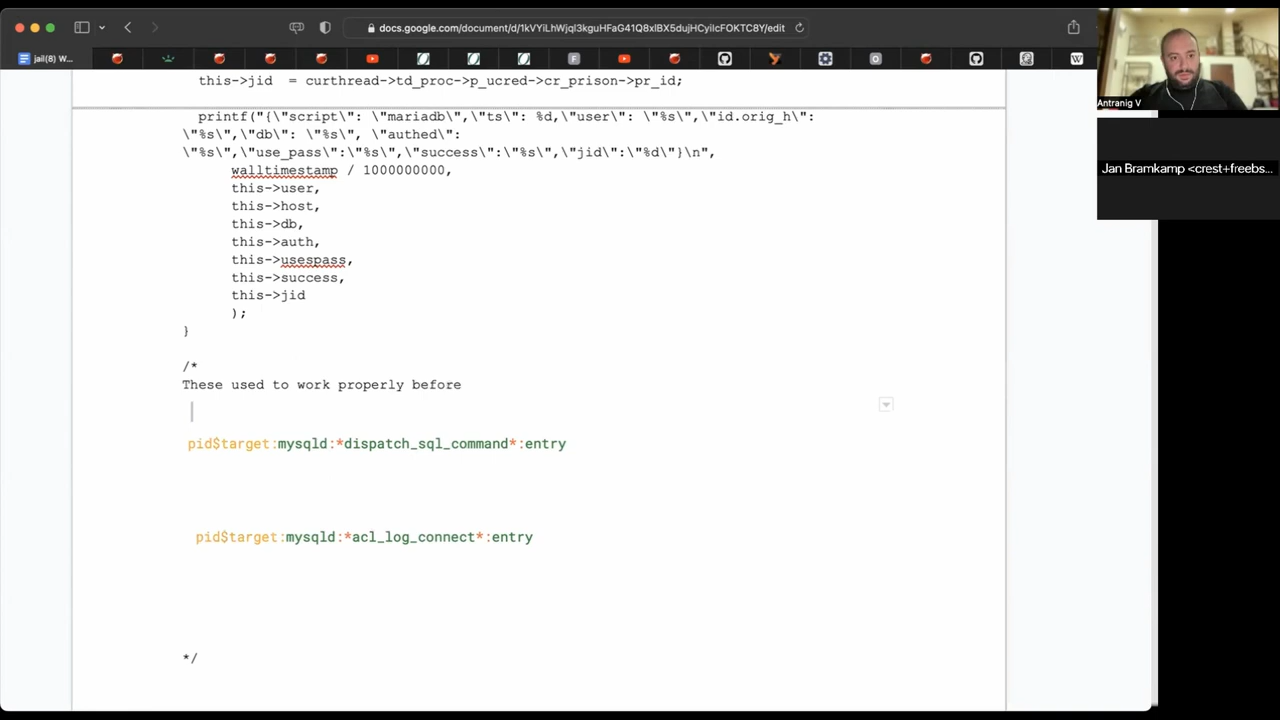 docs.google.com/document/d/1kVYiLhWjql3kguHFaG41Q8xlBX5dujHCyiIcFOKTC8Y/edit
jail(8) W...
Antranig V
Jan Bramkamp <crest+freebs...
this->jid = curthread->td_proc->p_ucred->cr_prison->pr_id;
printf("{\"script\": \"mariadb\",\"ts\": %d,\"user\": \"%s\",\"id.orig_h\":
\"%s\",\"db\": \"%s\", \"authed\":
\"%s\",\"use_pass\":\"%s\",\"success\":\"%s\",\"jid\":\"%d\"}\n",
walltimestamp / 1000000000,
this->user,
this->host,
this->db,
this->auth,
this->usespass,
this->success,
this->jid
);
}
/*
These used to work properly before
pid$target:mysqld:*dispatch_sql_command*:entry
pid$target:mysqld:*acl_log_connect*:entry
*/